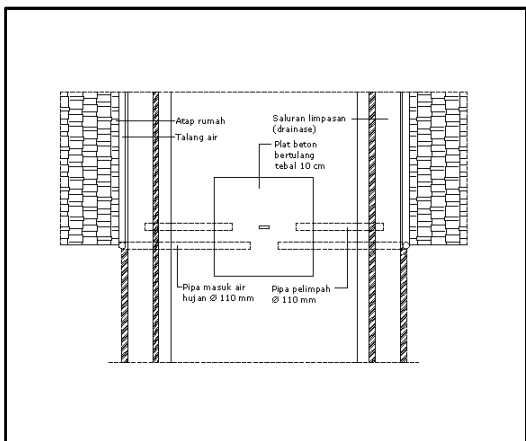 Atap rumah
Talang air
Saluran limpasan
(drainase)
Plat beton
bertulang
tebal 10 cm
Pipa masuk air
hujan Ø 110 mm
Pipa pelimpah
Ø 110 mm